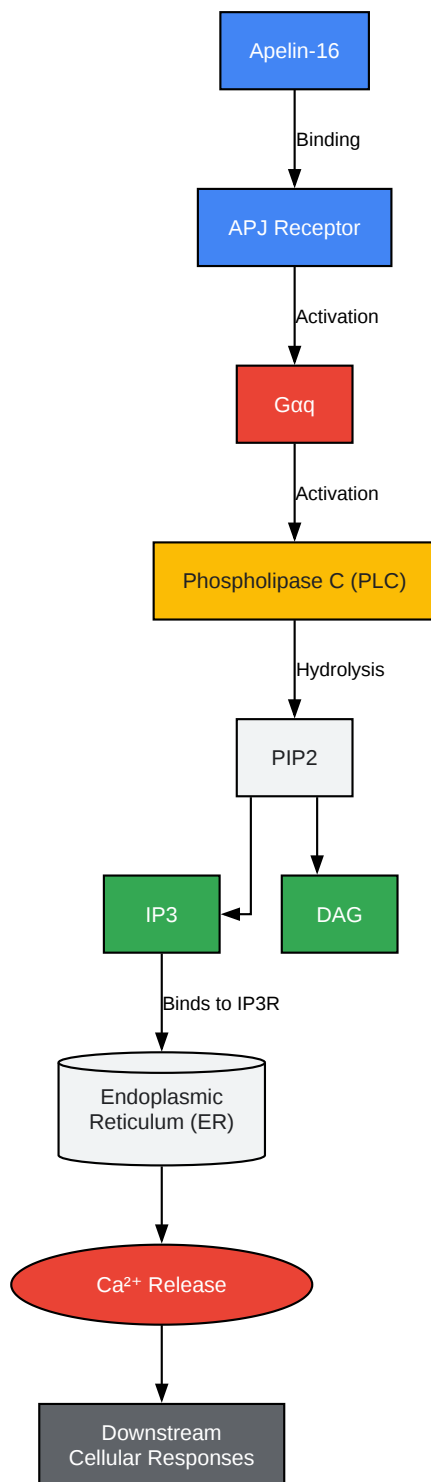 Apelin-16
Binding
APJ Receptor
Activation
Gαq
Activation
Phospholipase C (PLC)
Hydrolysis
PIP2
IP3
DAG
Binds to IP3R
Endoplasmic
Reticulum (ER)
Ca²⁺ Release
Downstream
Cellular Responses